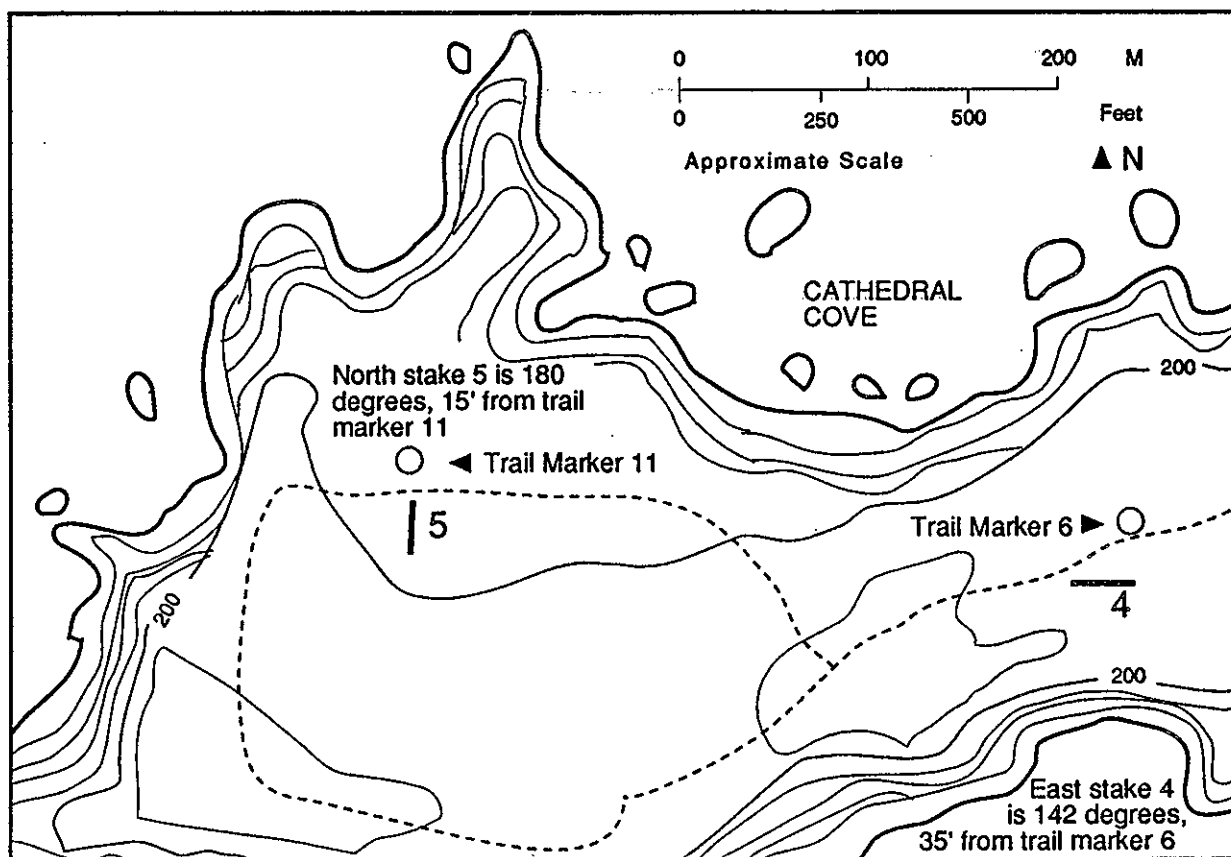 0 100 200 M
0 250 500 Feet
Approximate Scale
▲ N
CATHEDRAL
COVE
200
North stake 5 is 180
degrees, 15' from trail
marker 11
◄ Trail Marker 11
5
Trail Marker 6 ►
4
200
200
East stake 4
is 142 degrees,
35' from trail marker 6